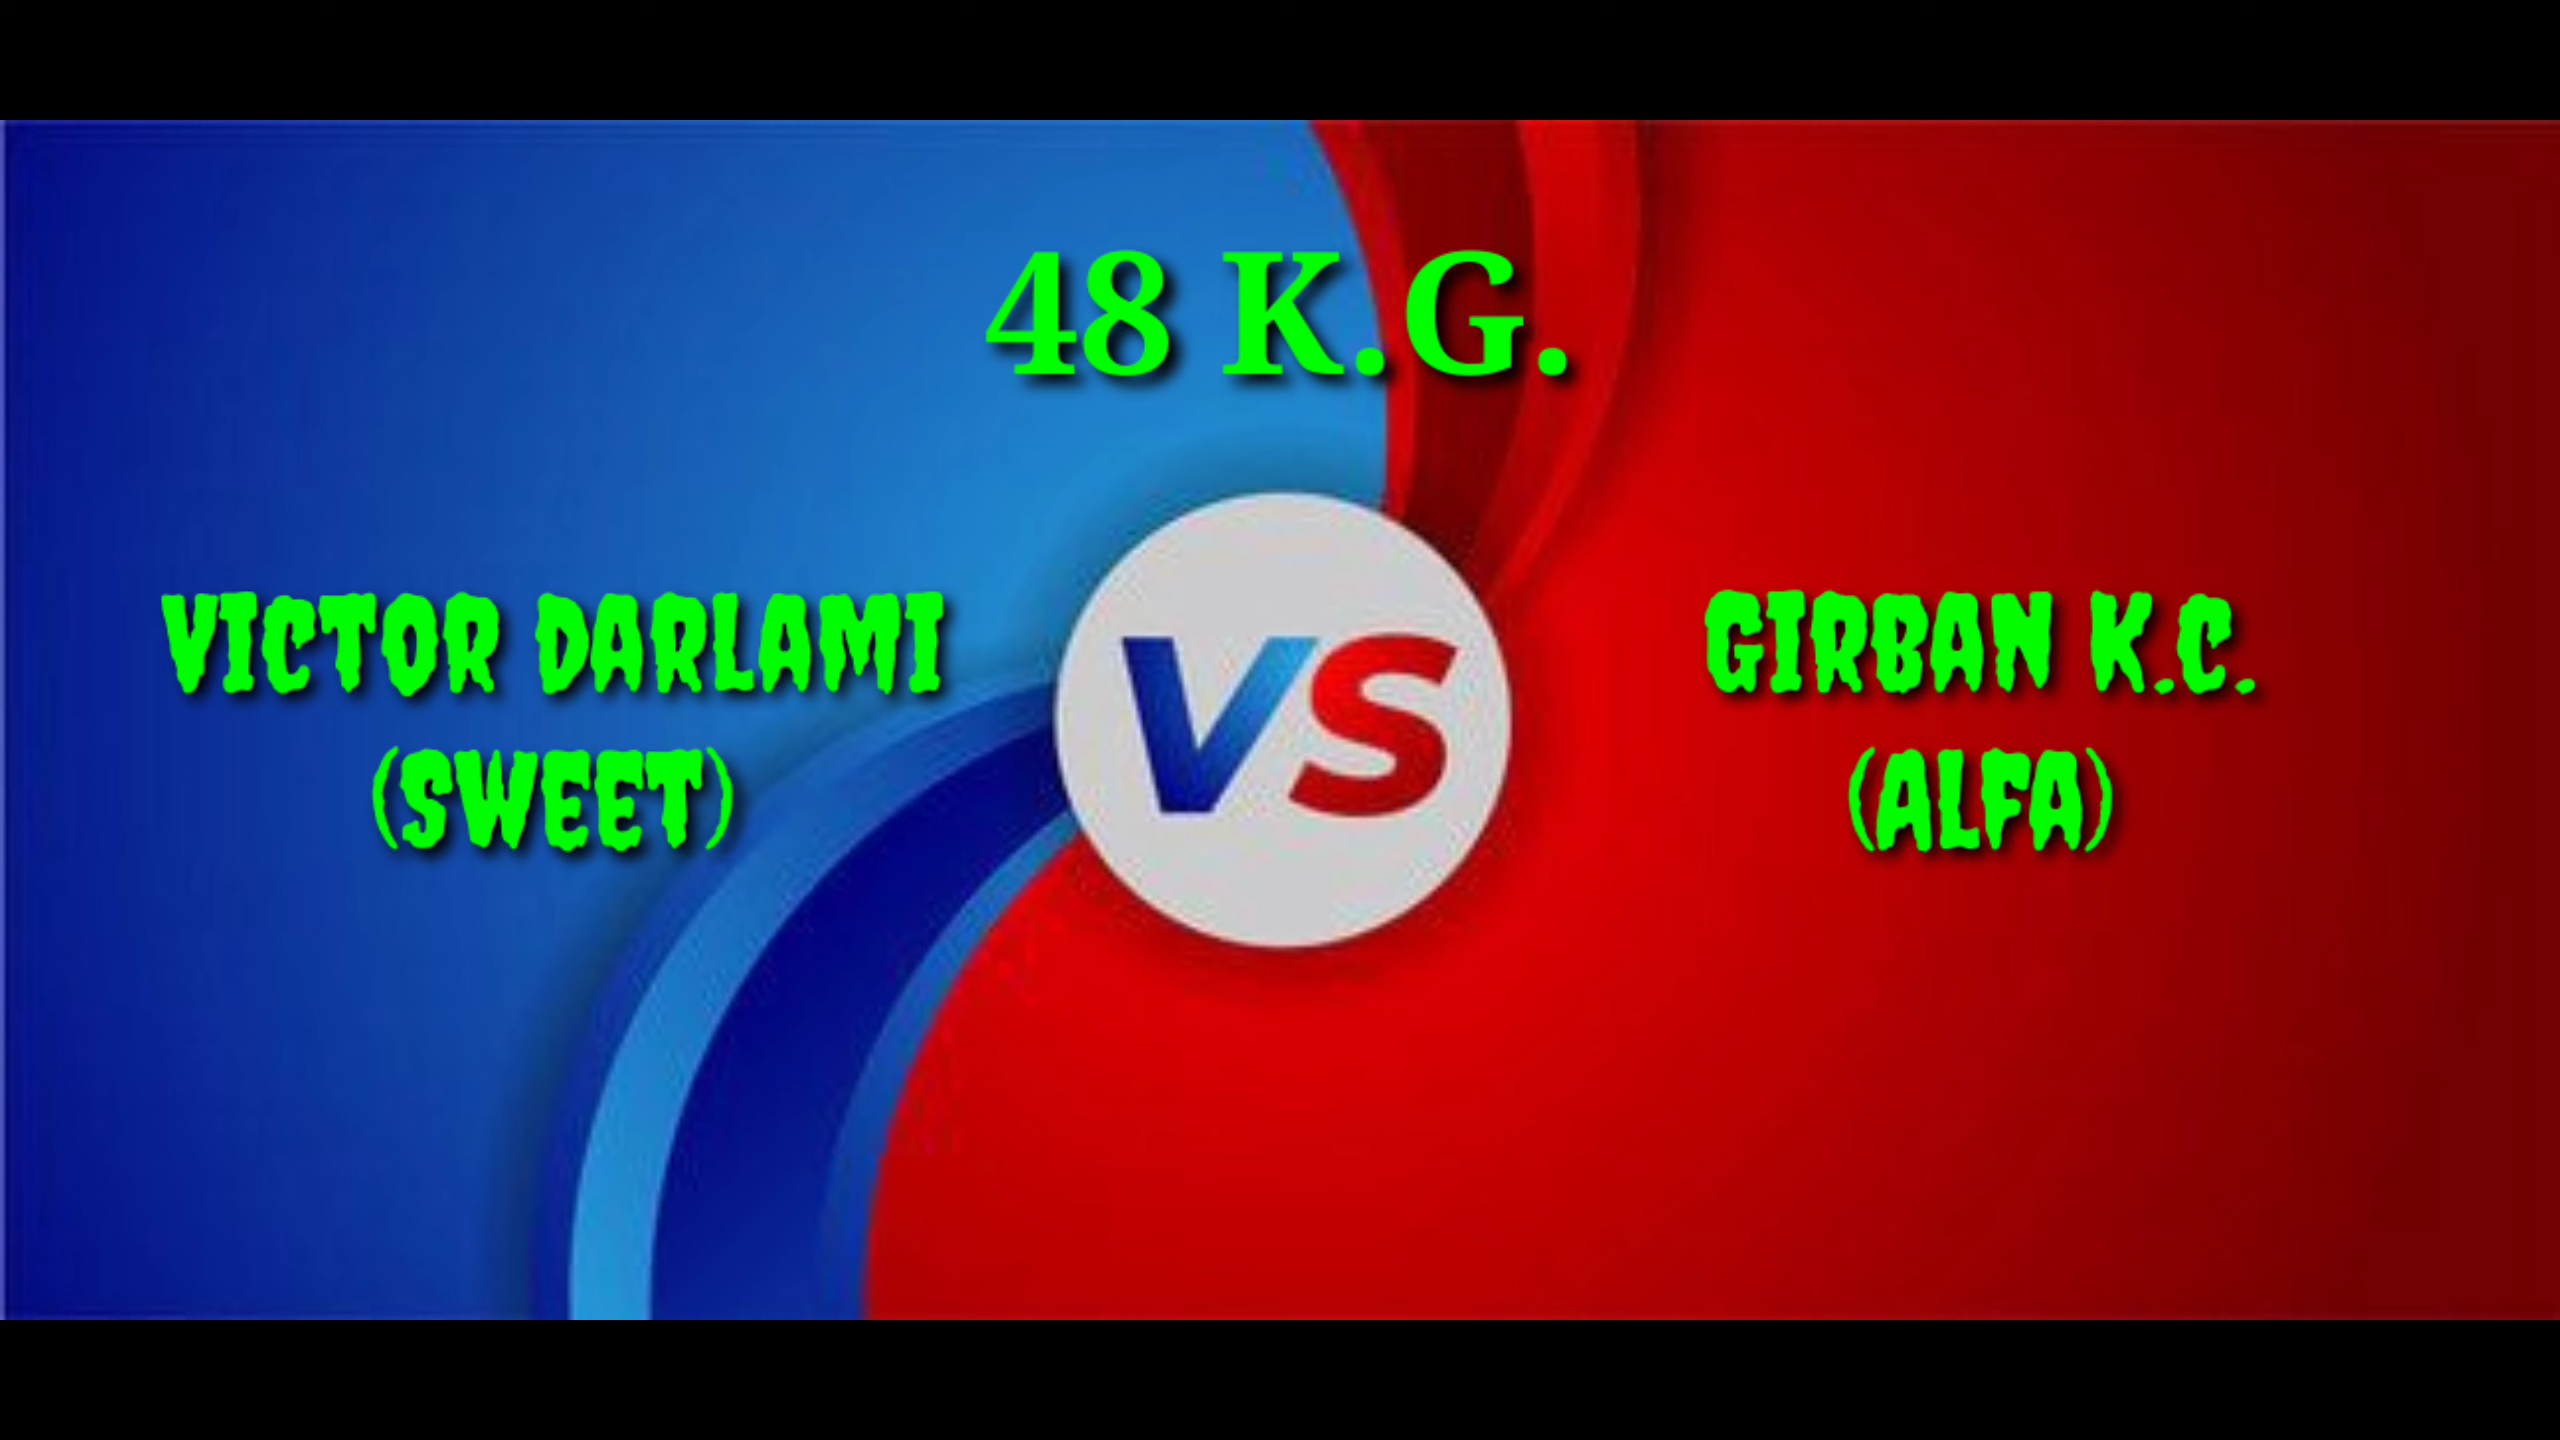 48 K.G.
VICTOR DARLAMI
(SWEET)
VS
GIRBAN K.C.
(ALFA)